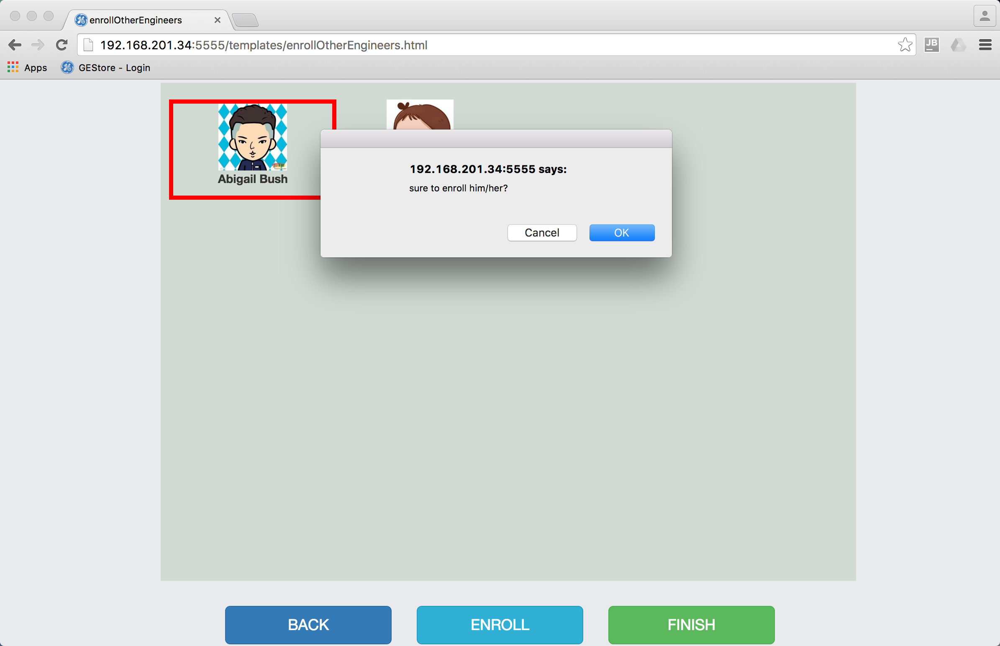 enrollOtherEngineers
192.168.201.34:5555/templates/enrollOtherEngineers.html
JB
Apps
GEStore - Login
Abigail Bush
192.168.201.34:5555 says:
sure to enroll him/her?
Cancel
OK
BACK
ENROLL
FINISH